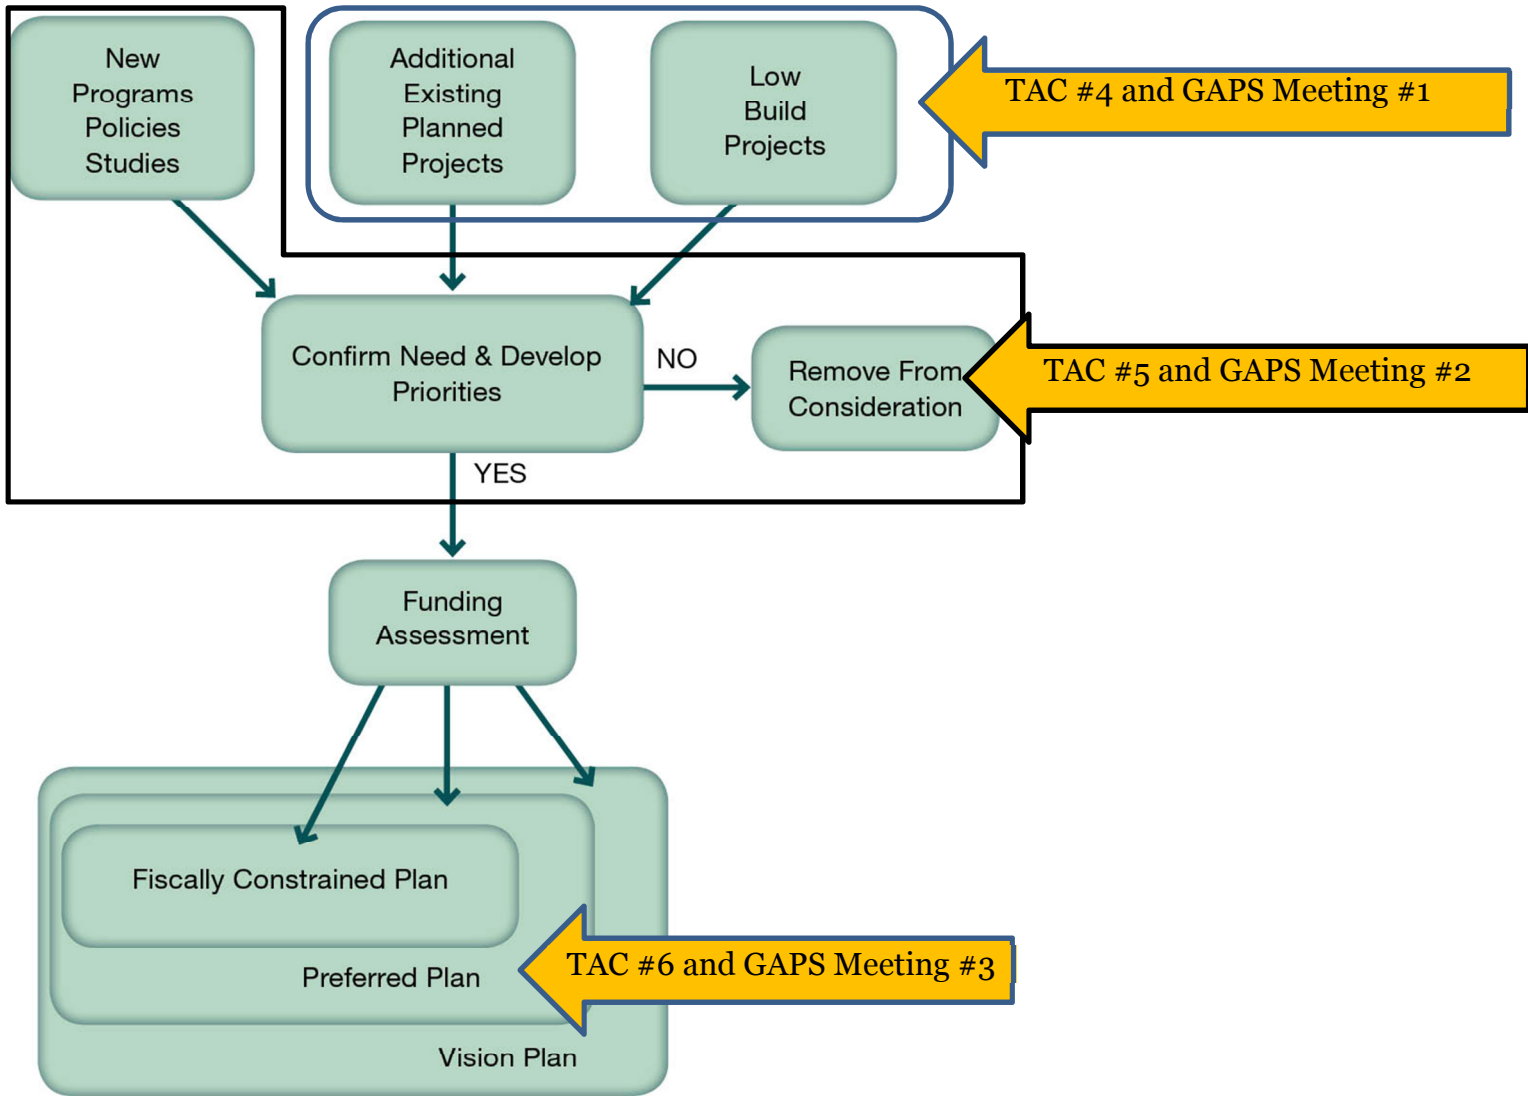 New
Programs
Policies
Studies
Additional
Existing
Planned
Projects
Low
Build
Projects
TAC #4 and GAPS Meeting #1
Confirm Need & Develop
Priorities
NO
Remove From
Consideration
TAC #5 and GAPS Meeting #2
YES
Funding
Assessment
Fiscally Constrained Plan
Preferred Plan
TAC #6 and GAPS Meeting #3
Vision Plan